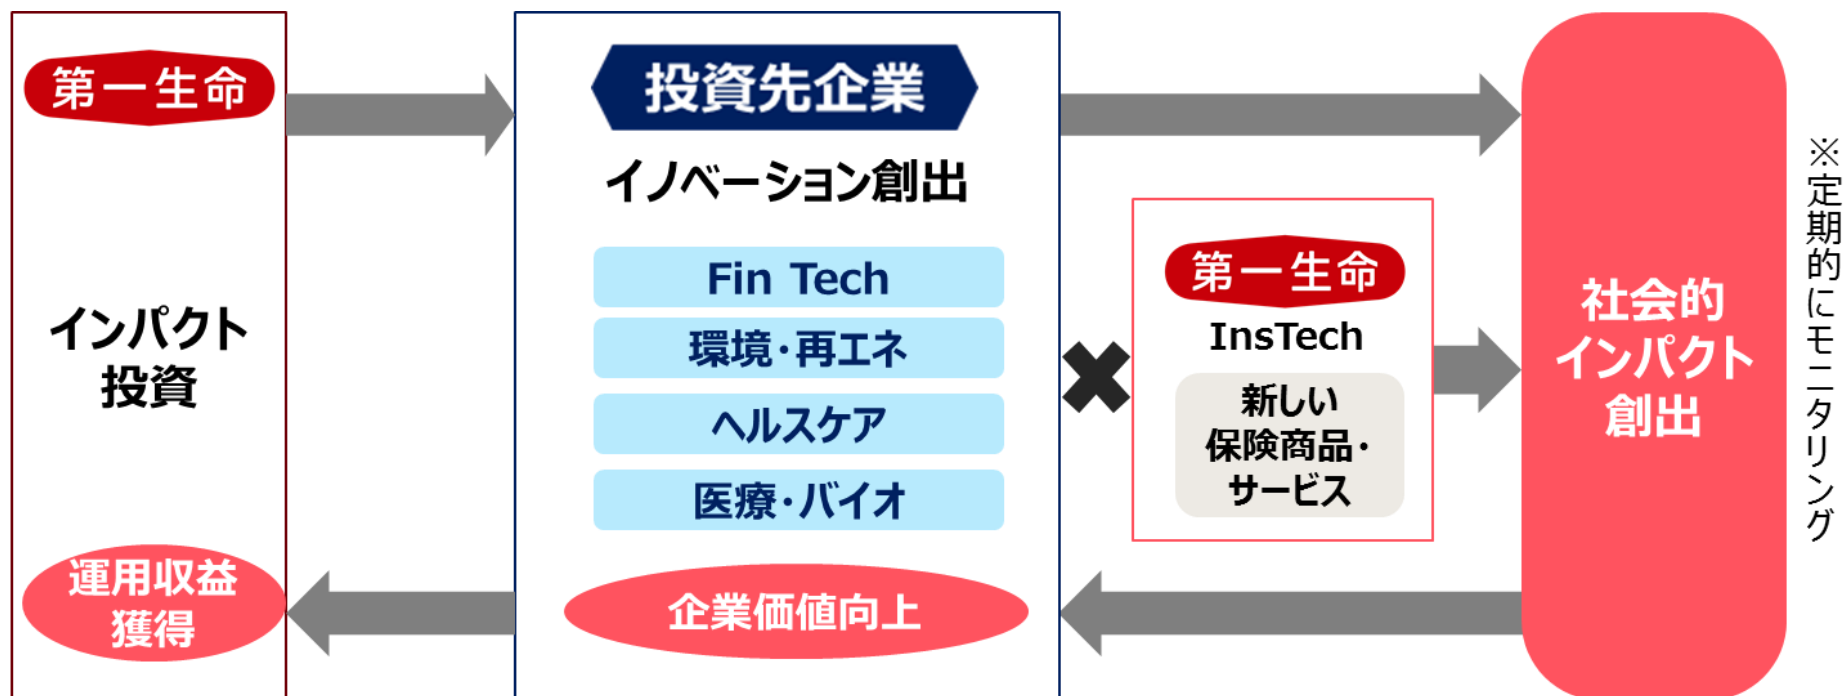 第一生命
インパクト
投資
運用収益
獲得
投資先企業
イノベーション創出
Fin Tech
環境・再エネ
ヘルスケア
医療・バイオ
企業価値向上
第一生命
InsTech
新しい
保険商品・
サービス
社会的
インパクト
創出
※定期的にモニタリング